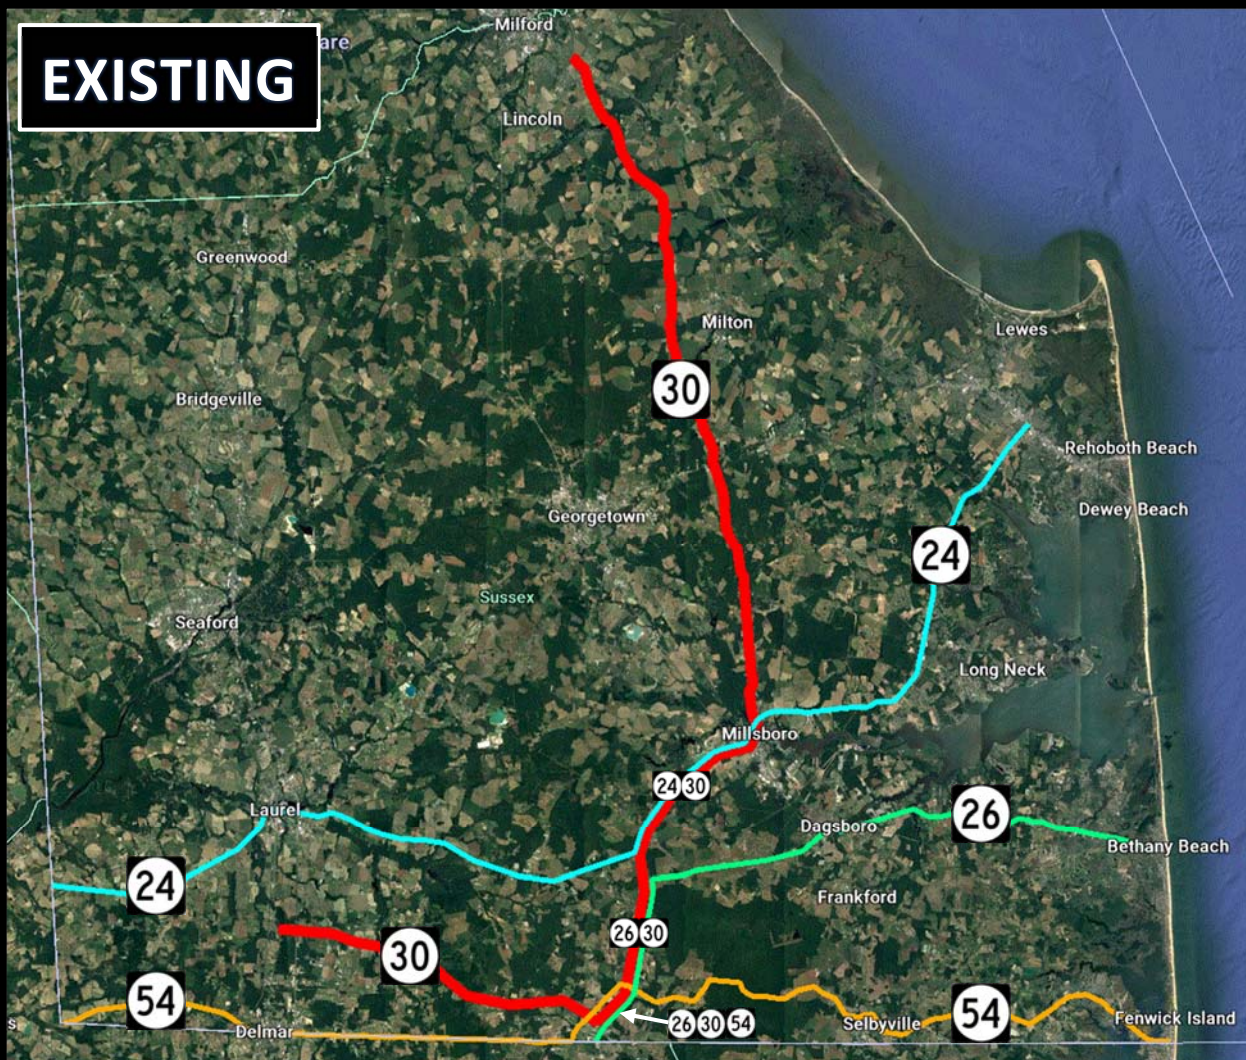 Milford
are
EXISTING
Lincoln
Greenwood
Milton
Lewes
30
Bridgeville
Rehoboth Beach
Dewey Beach
Georgetown
24
Sussex
Seaford
Long Neck
Millsboro
24 30
Laurel
Dagsboro
26
Bethany Beach
24
Frankford
26 30
30
54
s
Delmar
26 30 54
Selbyville
54
Fenwick Island